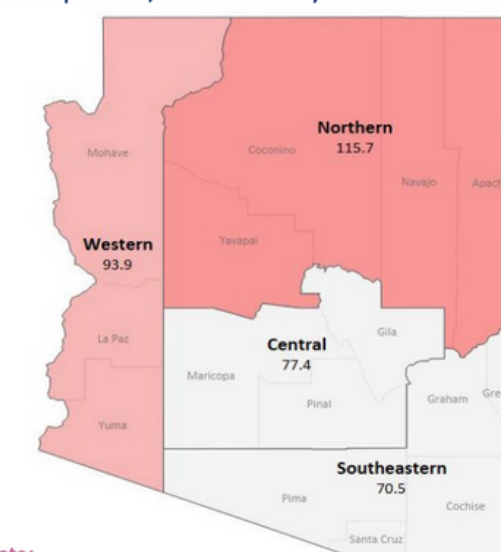 Northern
115.7
Coconino
Mohave
Navajo
Yavapai
Western
93.9
Gila
La Paz
Central
77.4
Maricopa
Pinal
Graham
Yuma
Southeastern
70.5
Pima
Cochise
Santa Cruz